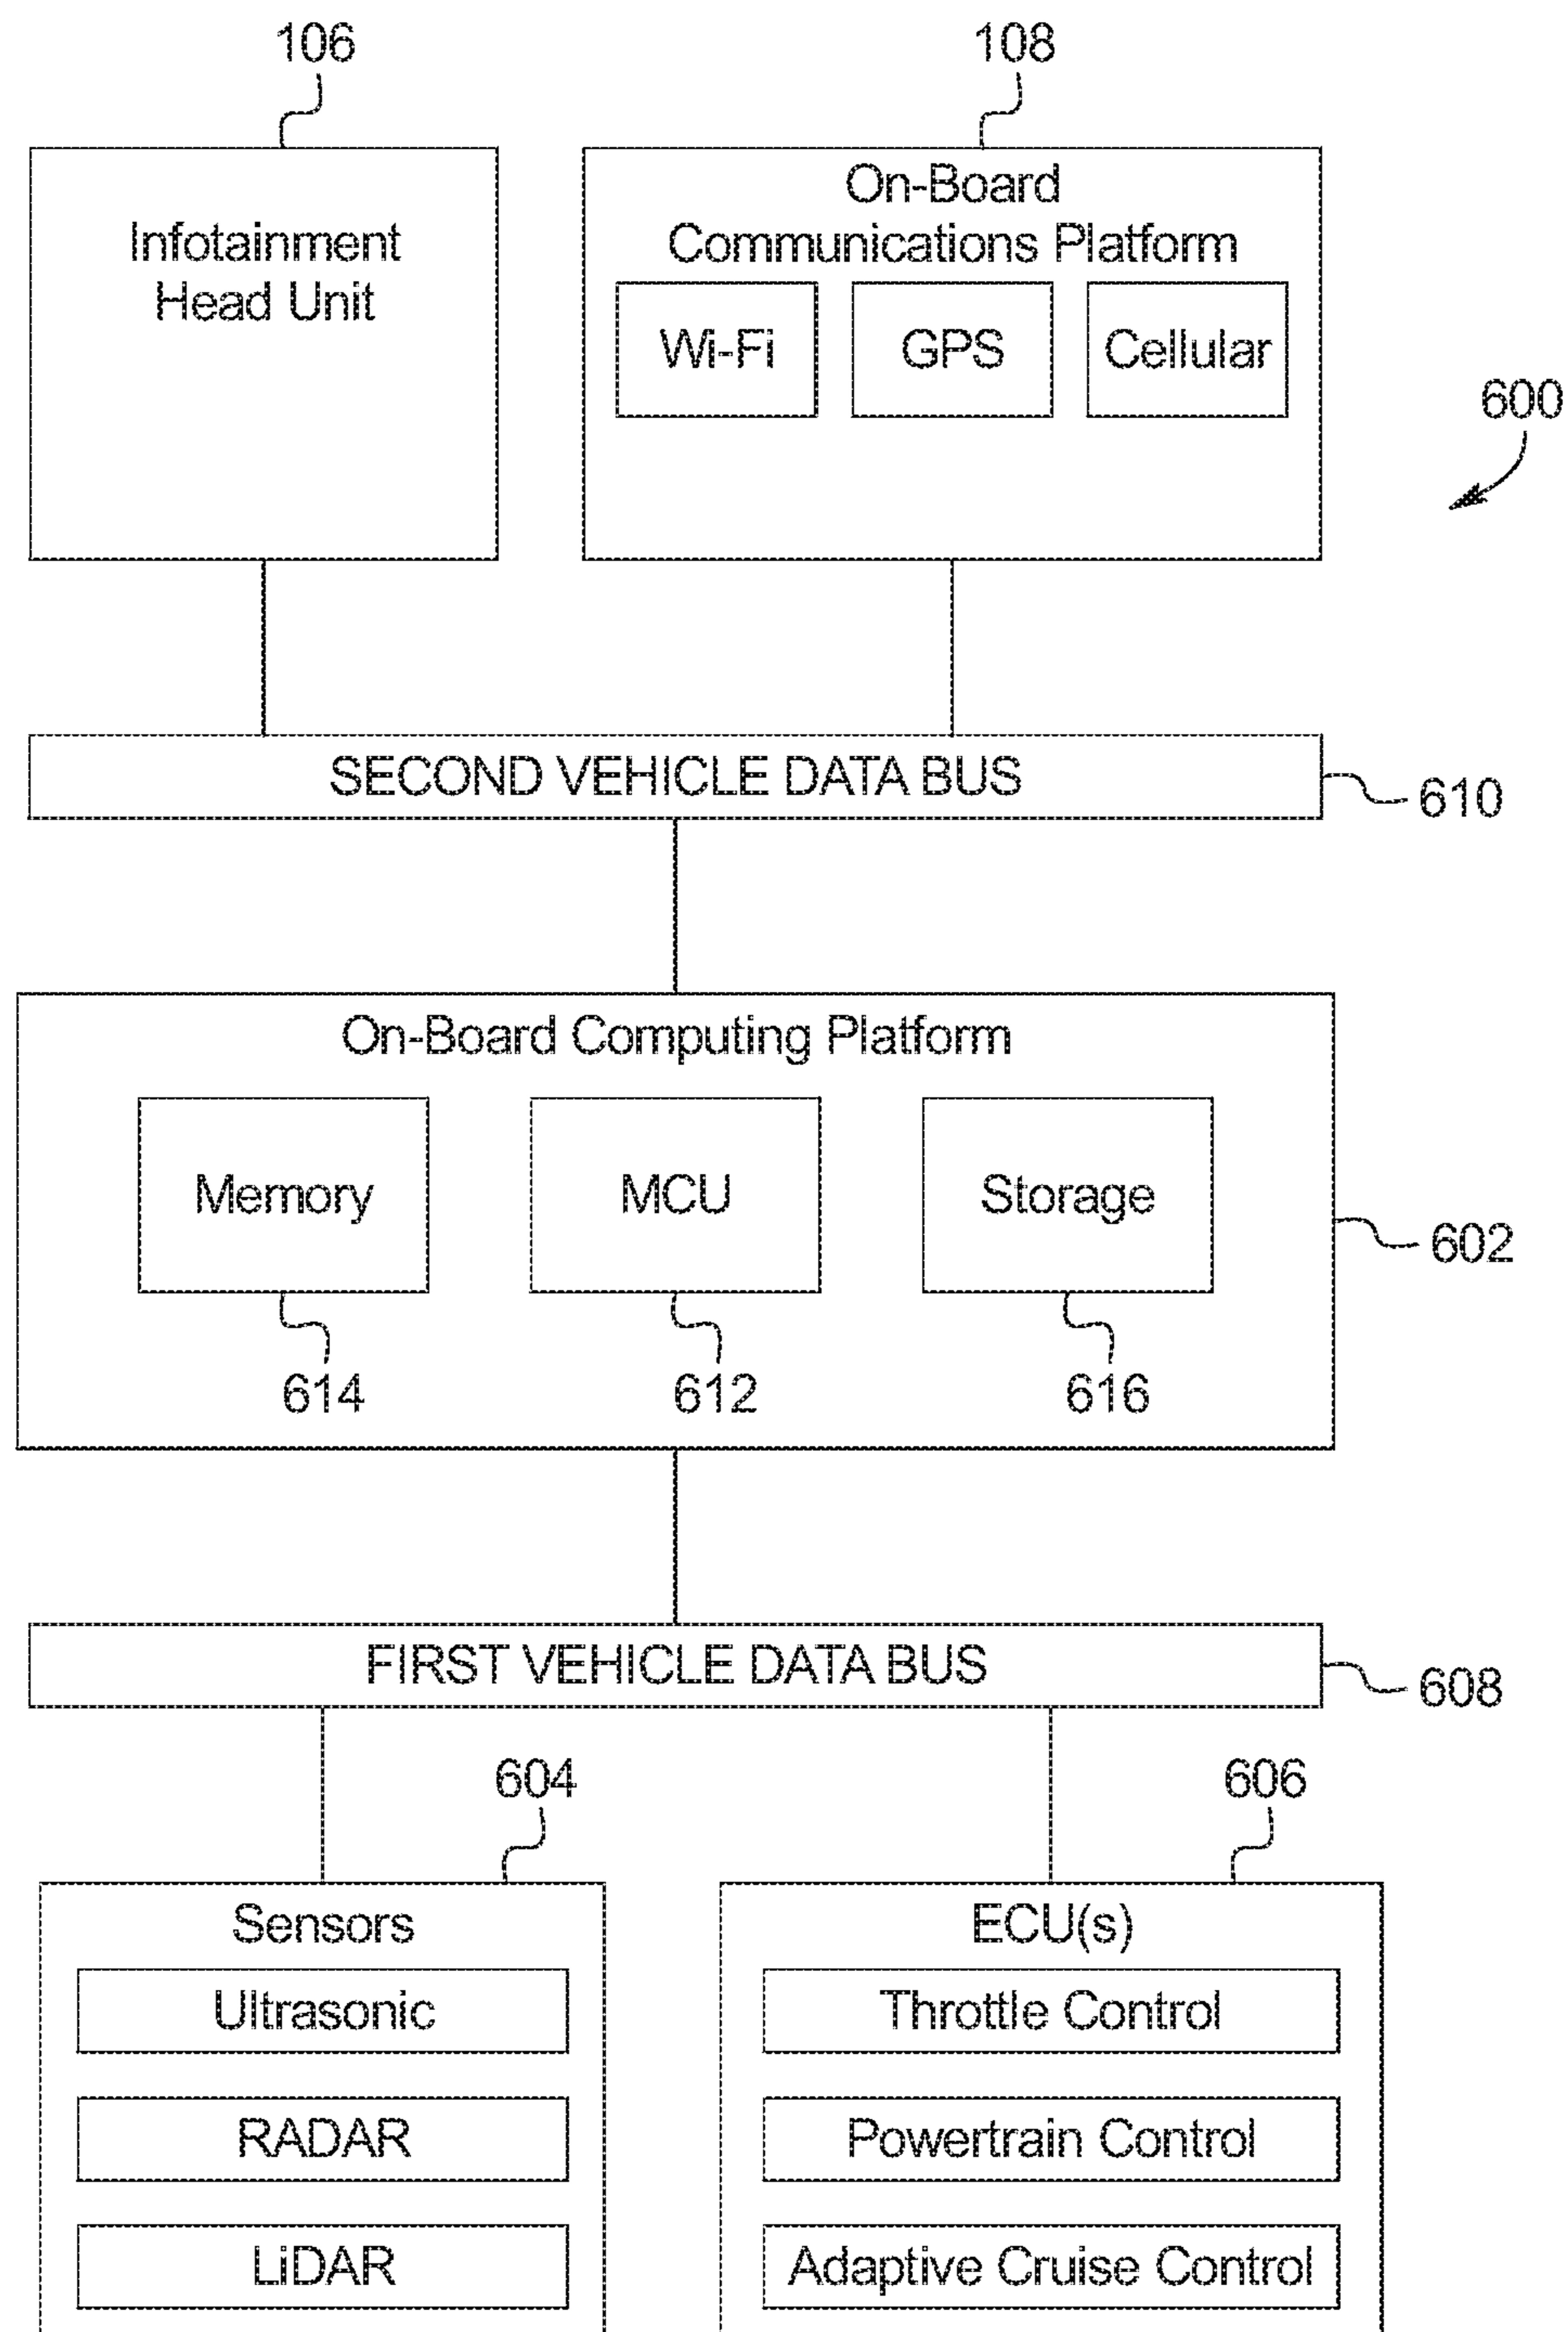 106
108
Infotainment
Head Unit
On-Board
Communications Platform
Wi-Fi
GPS
Cellular
600
SECOND VEHICLE DATA BUS
610
On-Board Computing Platform
Memory
MCU
Storage
602
614
612
616
FIRST VEHICLE DATA BUS
608
604
606
Sensors
Ultrasonic
RADAR
LiDAR
ECU(s)
Throttle Control
Powertrain Control
Adaptive Cruise Control